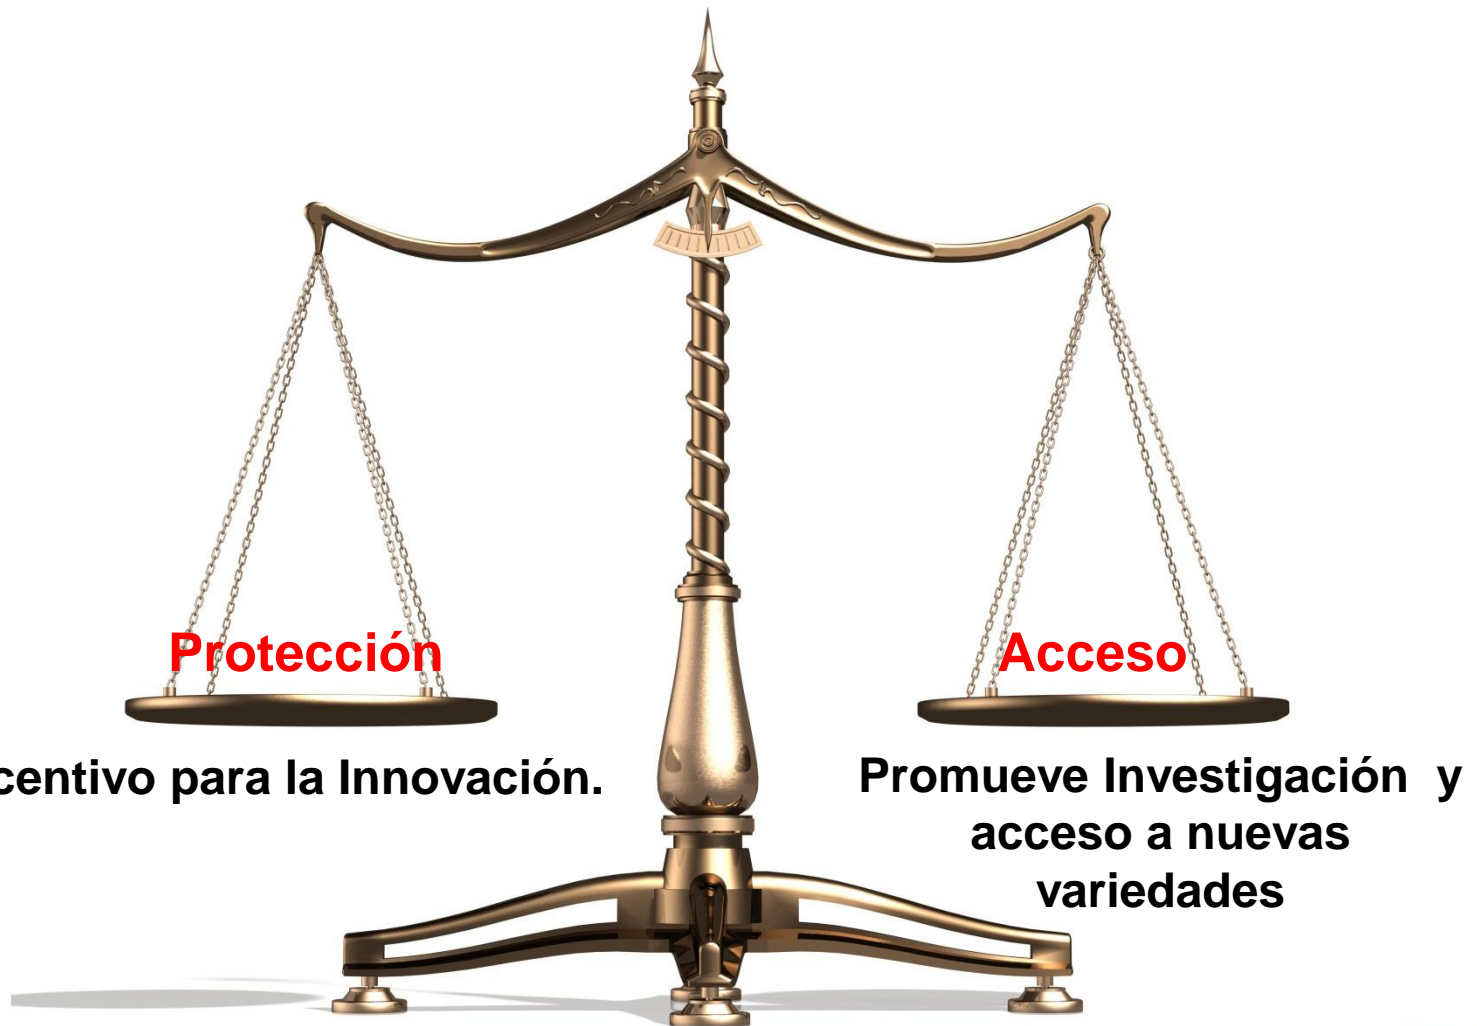 Protección
Acceso
centivo para la Innovación.
Promueve Investigación y
acceso a nuevas
variedades